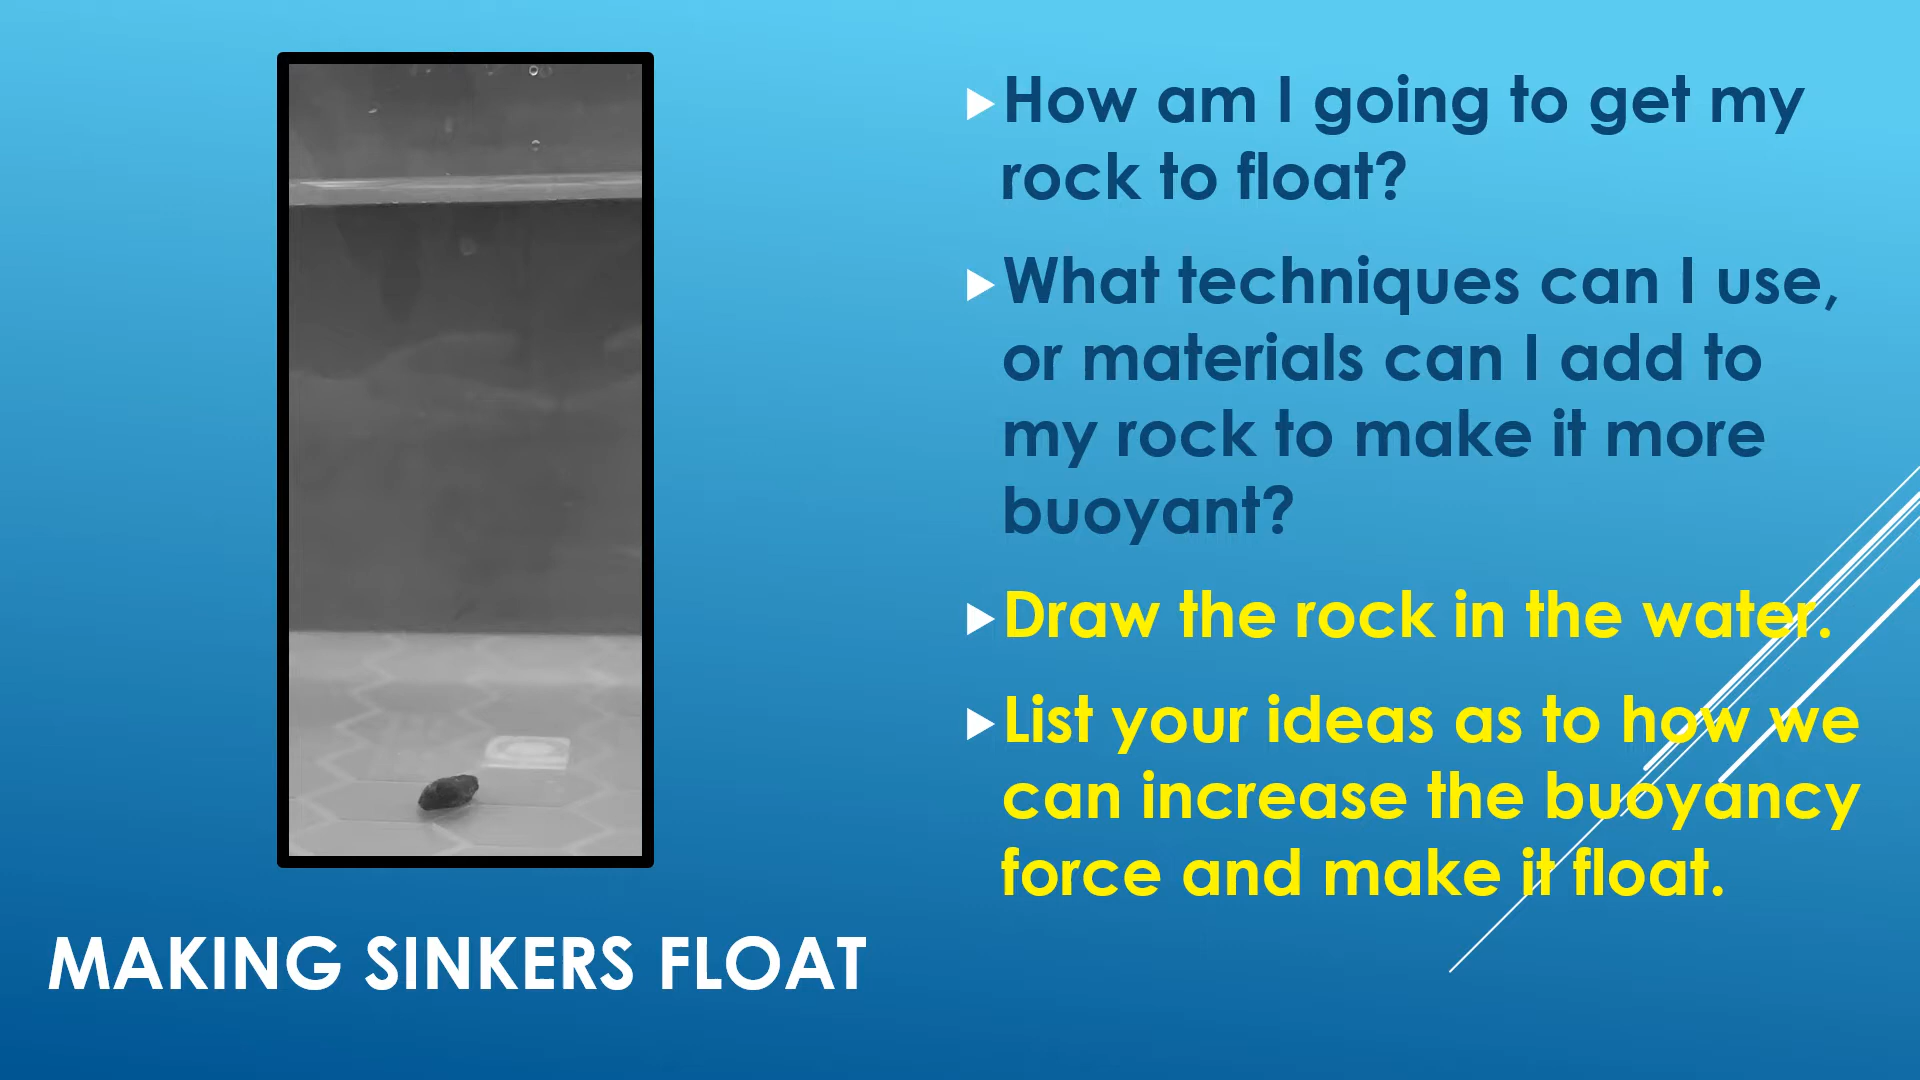 How am I going to get my
rock to float?
What techniques can I use,
or materials can I add to
my rock to make it more
buoyant?
Draw the rock in the water.
List your ideas as to how we
can increase the buoyancy
force and make it float.
MAKING SINKERS FLOAT